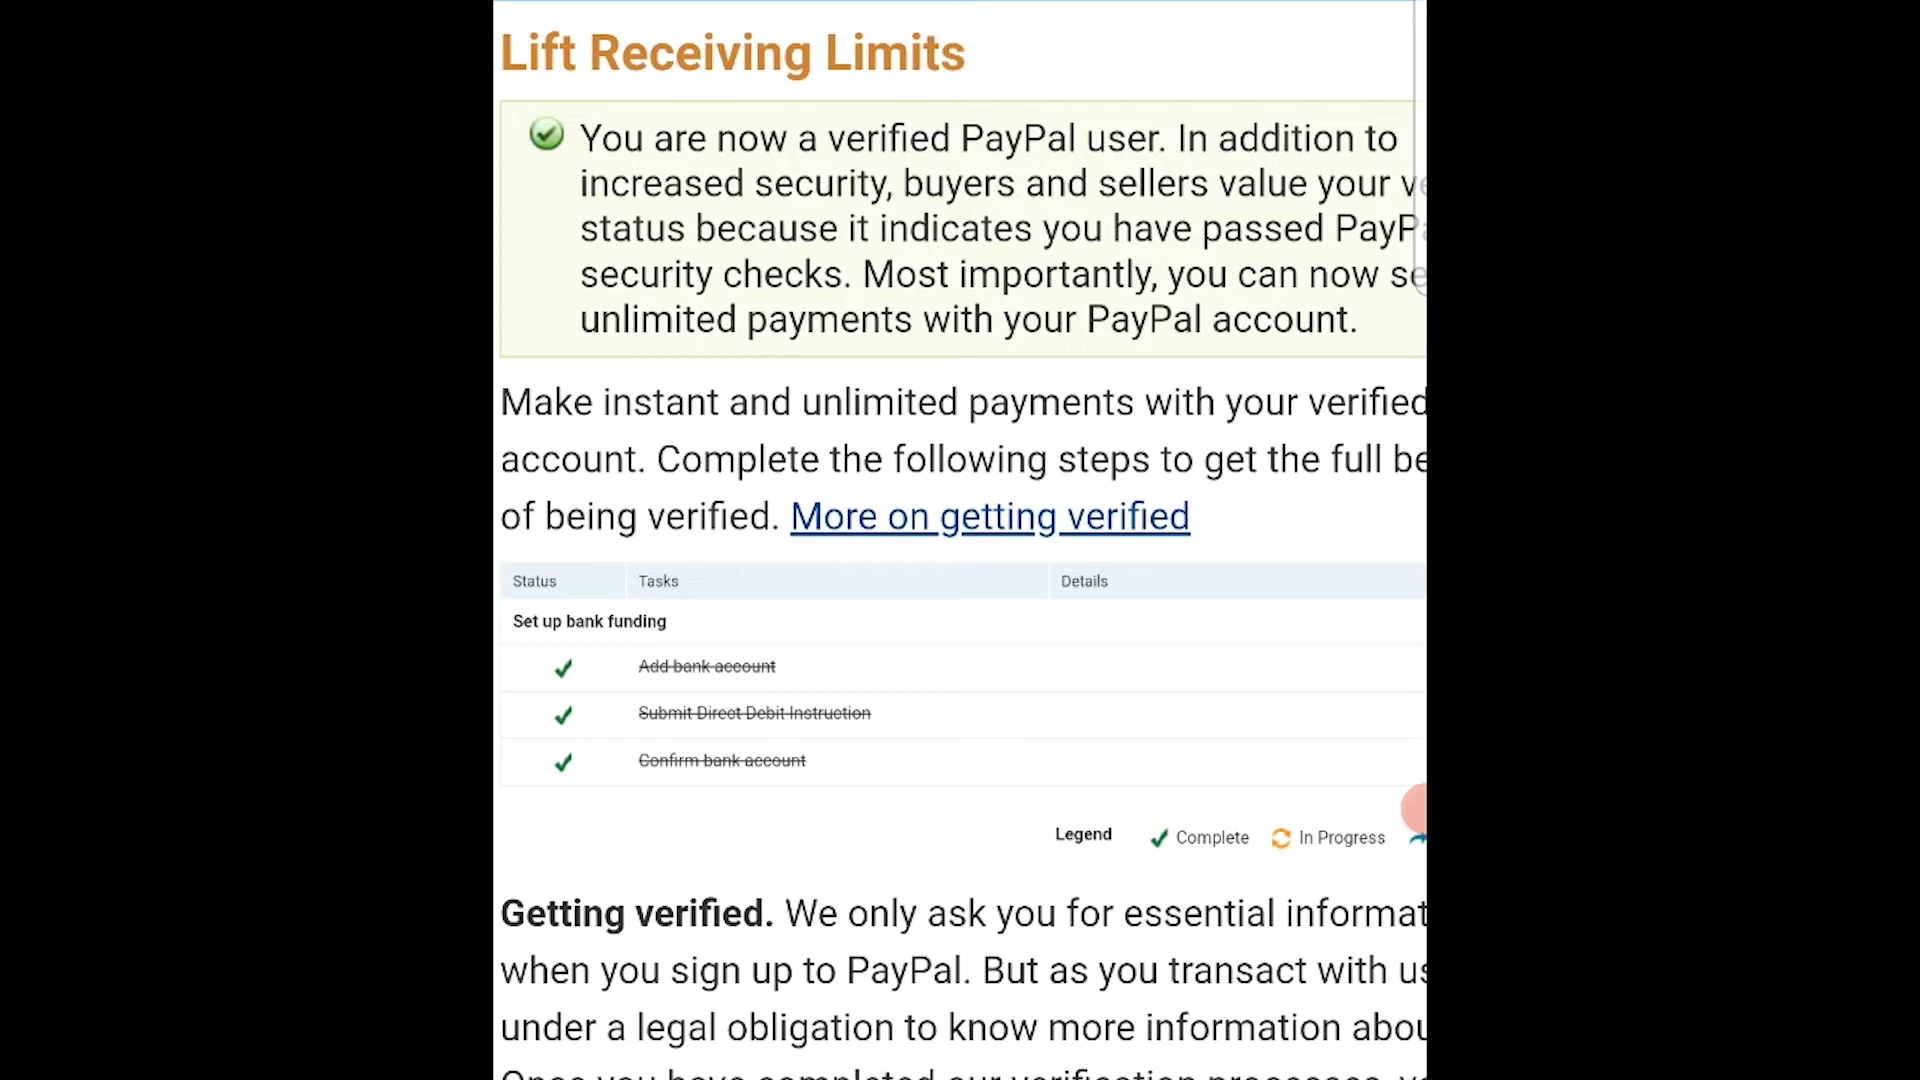 Lift Receiving Limits
You are now a verified PayPal user. In addition to
increased security, buyers and sellers value your
status because it indicates you have passed
security checks. Most importantly, you can now
unlimited payments with your PayPal account.
Make instant and unlimited payments with your verified
account. Complete the following steps to get the full
of being verified. More on getting verified
Status Tasks Details
Set up bank funding
Add bank account
Submit Direct Debit Instruction
Confirm bank account
Legend Complete In Progress
Getting verified. We only ask you for essential
when you sign up to PayPal. But as you transact with
under a legal obligation to know more information